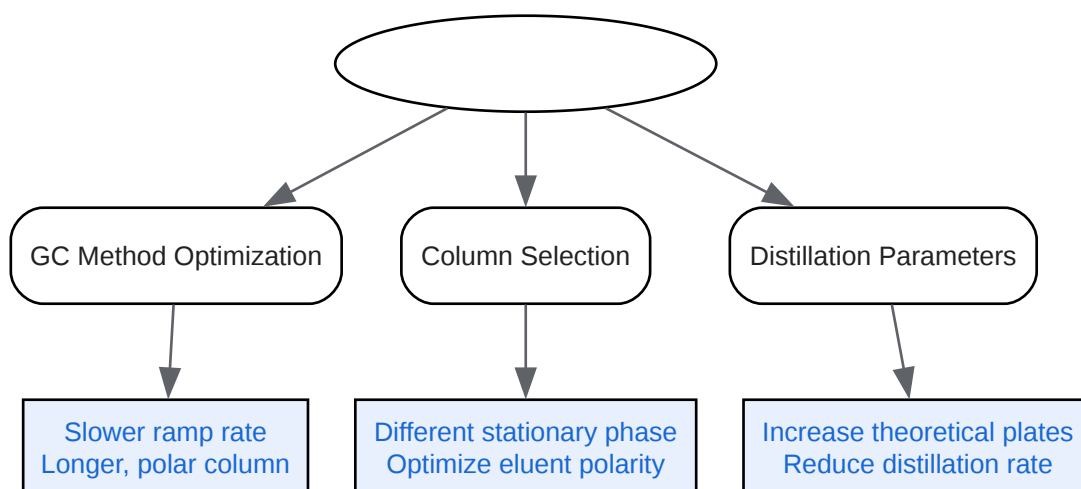 GC Method Optimization
Column Selection
Distillation Parameters
Slower ramp rate
Longer, polar column
Different stationary phase
Optimize eluent polarity
Increase theoretical plates
Reduce distillation rate